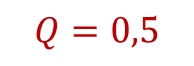 Q = 0,5